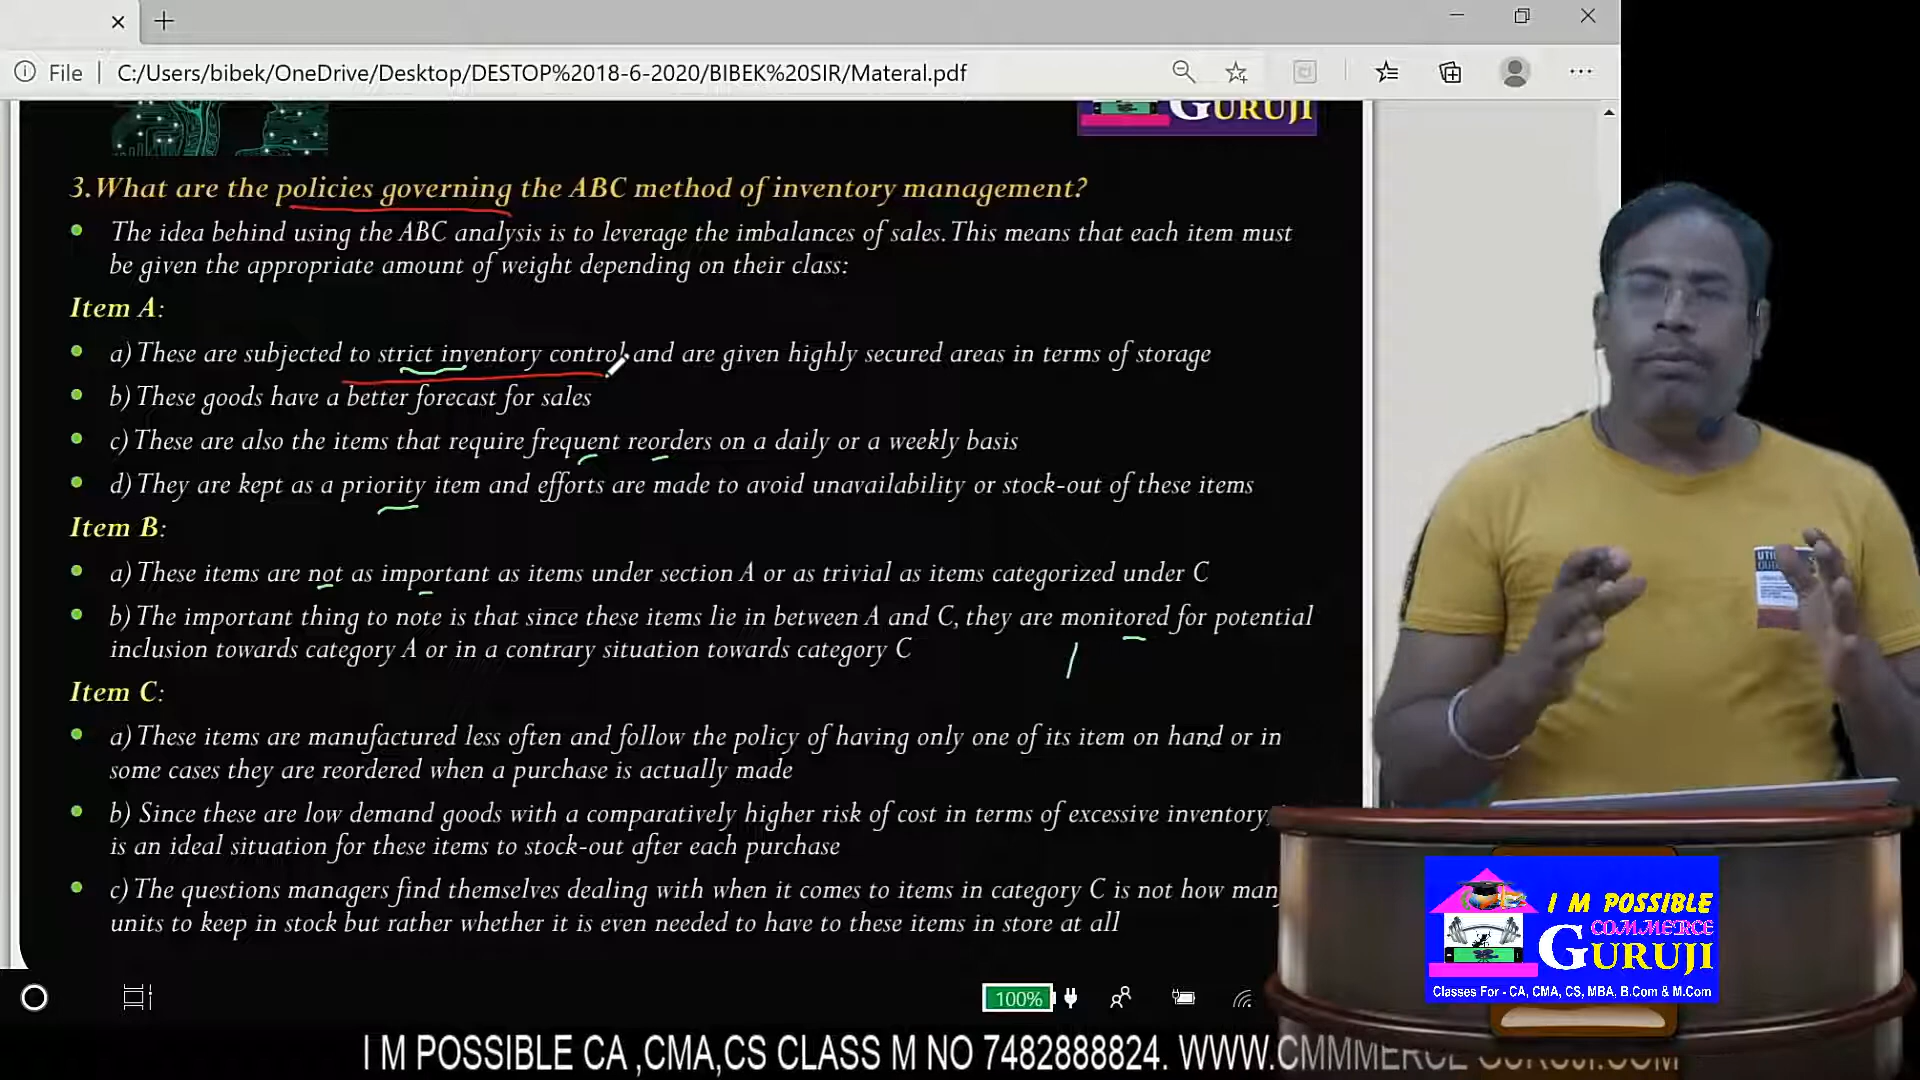 File
C:/Users/bibek/OneDrive/Desktop/DESTOP%2018-6-2020/BIBEK%20SIR/Materal.pdf
GURUJI
3.What are the policies governing the ABC method of inventory management?
The idea behind using the ABC analysis is to leverage the imbalances of sales. This means that each item must
be given the appropriate amount of weight depending on their class:
Item A:
a) These are subjected to strict inventory control and are given highly secured areas in terms of storage
b) These goods have a better forecast for sales
c) These are also the items that require frequent reorders on a daily or a weekly basis
d) They are kept as a priority item and efforts are made to avoid unavailability or stock-out of these items
Item B:
a) These items are not as important as items under section A or as trivial as items categorized under C
b) The important thing to note is that since these items lie in between A and C, they are monitored for potential
inclusion towards category A or in a contrary situation towards category C
Item C:
a) These items are manufactured less often and follow the policy of having only one of its item on hand or in
some cases they are reordered when a purchase is actually made
b) Since these are low demand goods with a comparatively higher risk of cost in terms of excessive inventory,
is an ideal situation for these items to stock-out after each purchase
c) The questions managers find themselves dealing with when it comes to items in category C is not how man
units to keep in stock but rather whether it is even needed to have to these items in store at all
100%
I M POSSIBLE
COMMERCE
GURUJI
Classes For - CA, CMA, CS, MBA, B.Com & M.Com
I M POSSIBLE CA ,CMA,CS CLASS M NO 7482888824. WWW.CMMMERCE GURUJI.COM